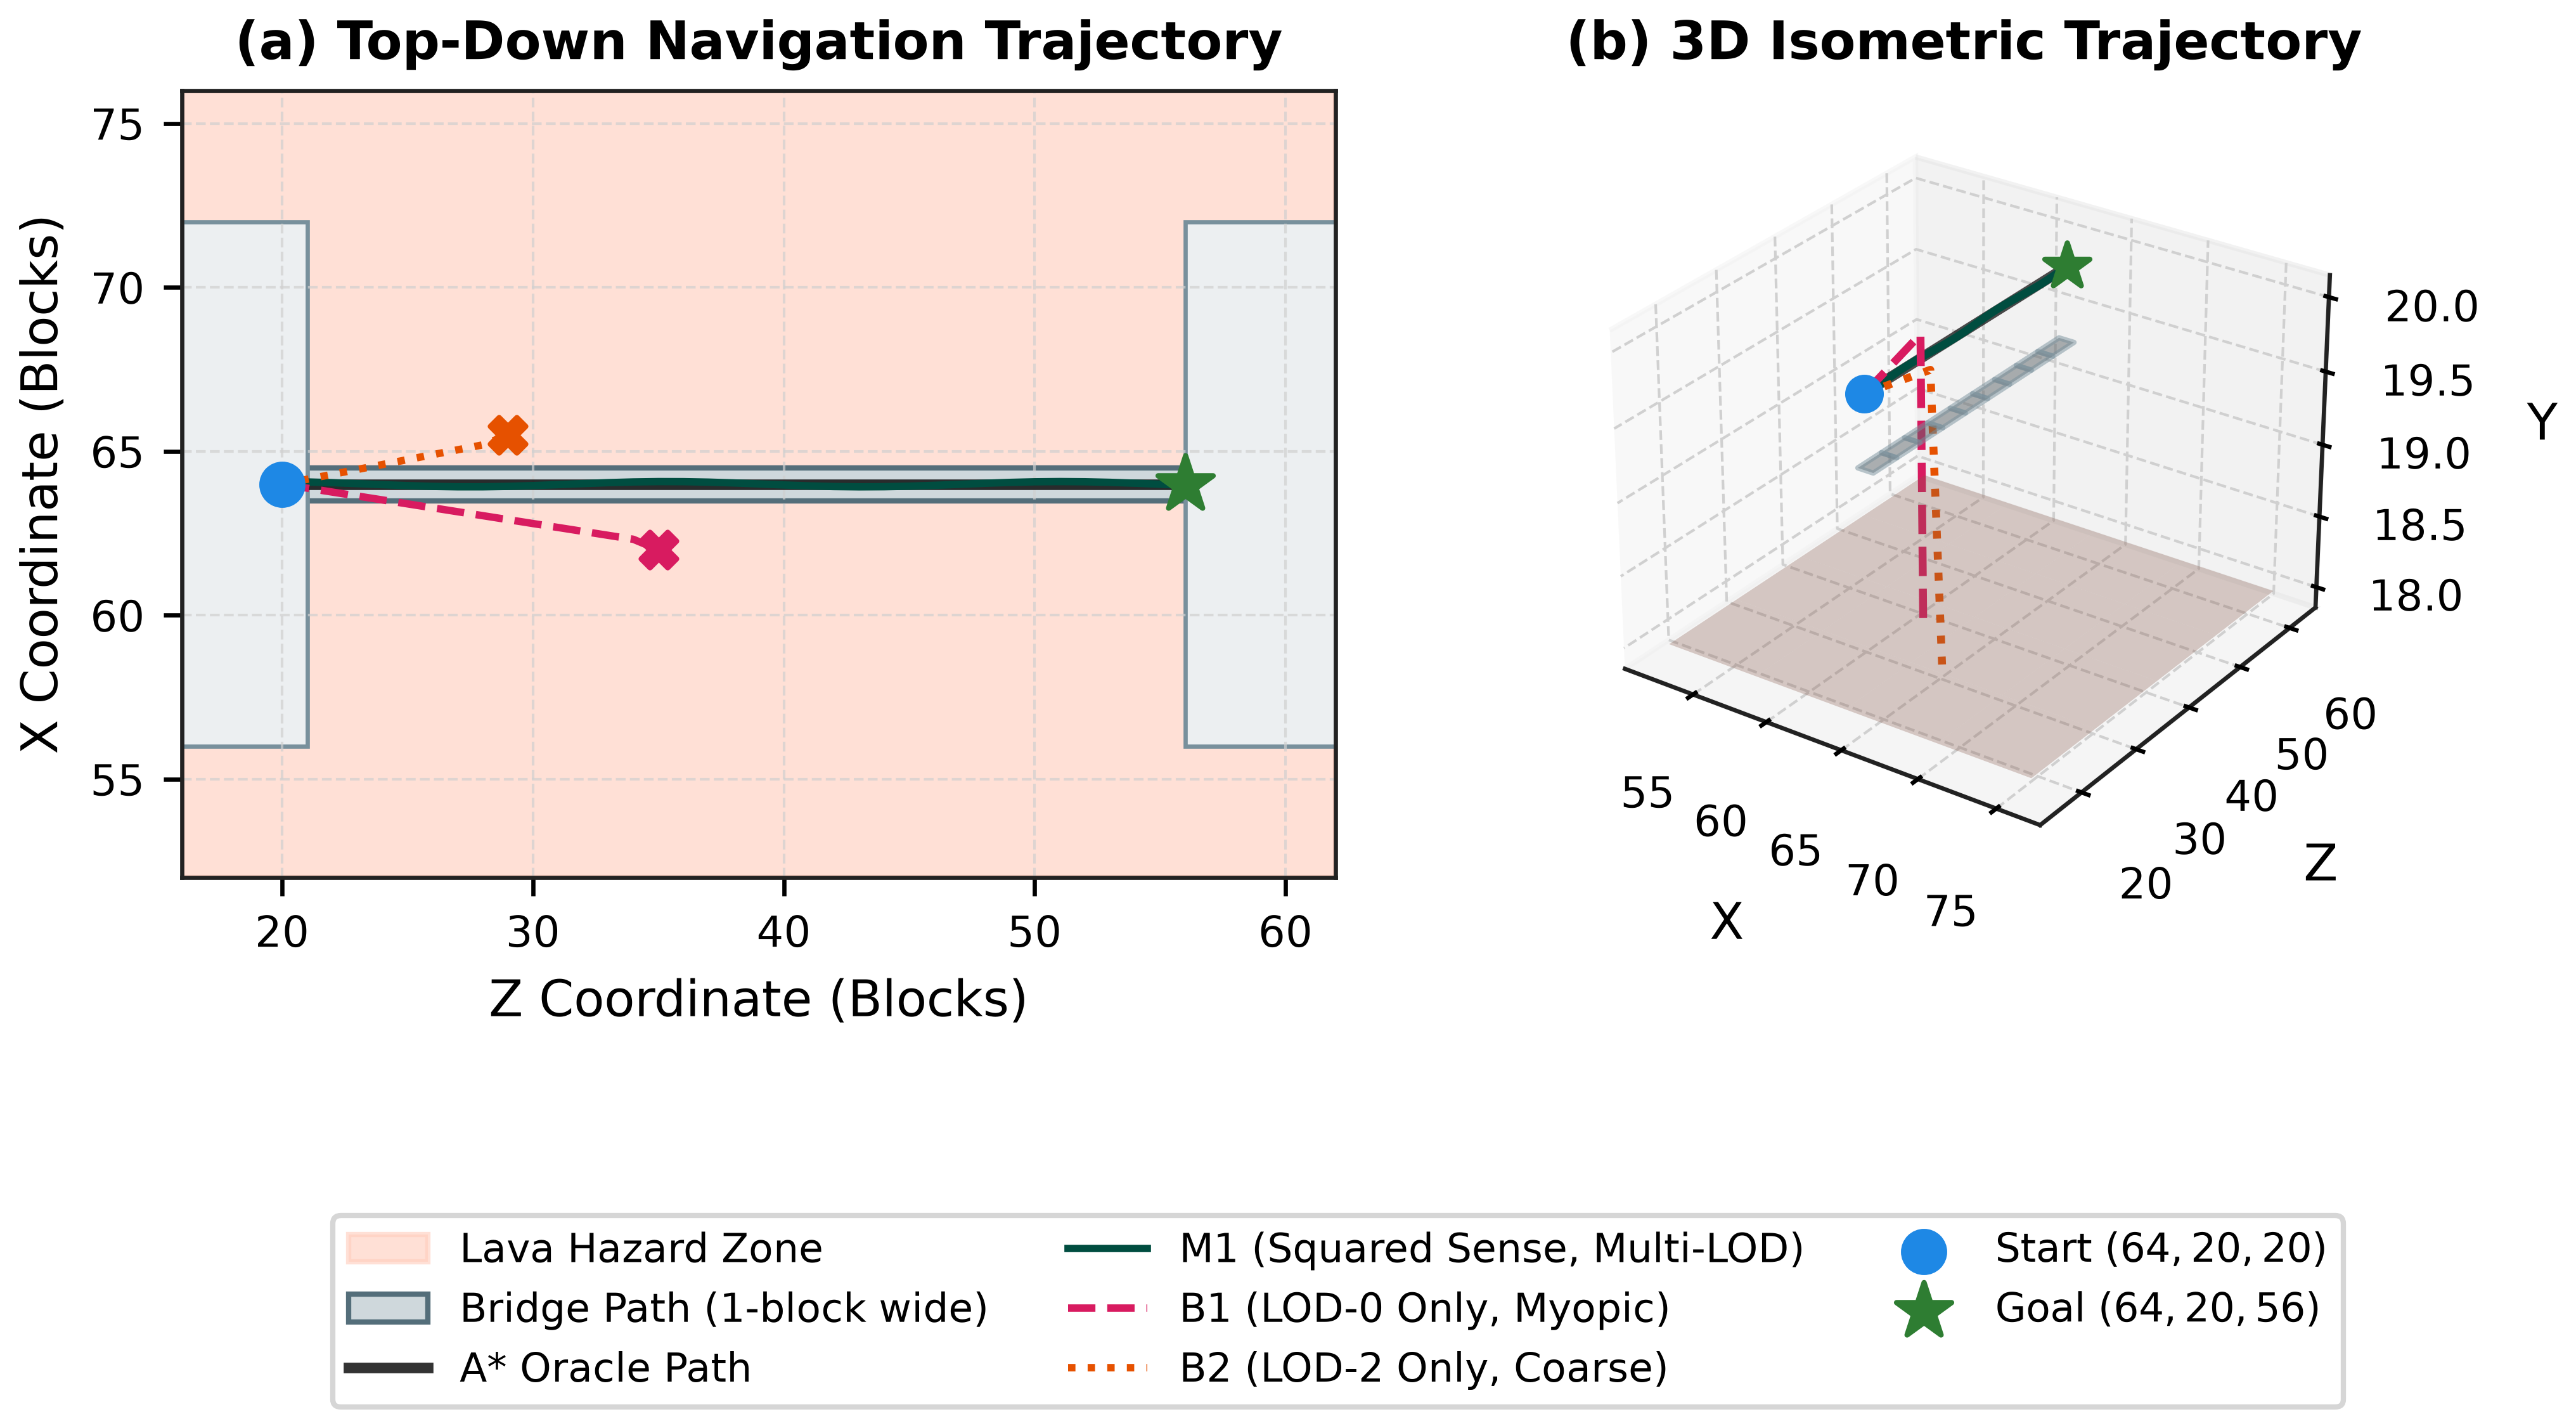 (a) Top-Down Navigation Trajectory
X Coordinate (Blocks)
75
70
65
60
55
20 30 40 50 60
Z Coordinate (Blocks)
(b) 3D Isometric Trajectory
20.0
19.5
19.0
18.5
18.0
Y
55 60 65 70 75
X
20 30 40 50 60
Z
Lava Hazard Zone
Bridge Path (1-block wide)
A* Oracle Path
M1 (Squared Sense, Multi-LOD)
B1 (LOD-0 Only, Myopic)
B2 (LOD-2 Only, Coarse)
Start (64, 20, 20)
Goal (64, 20, 56)